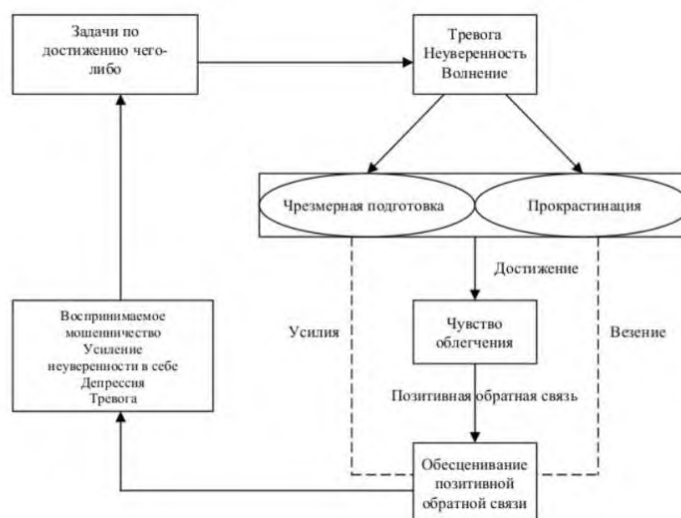 Задачи по
достижению чего-
либо
Тревога
Неуверенность
Волнение
Чрезмерная подготовка
Прокрастинация
Достижение
Усилия
Чувство
облегчения
Везение
Воспринимаемое
мошенничество
Усиление
неуверенности в себе
Депрессия
Тревога
Позитивная обратная связь
Обесценивание
позитивной
обратной связи